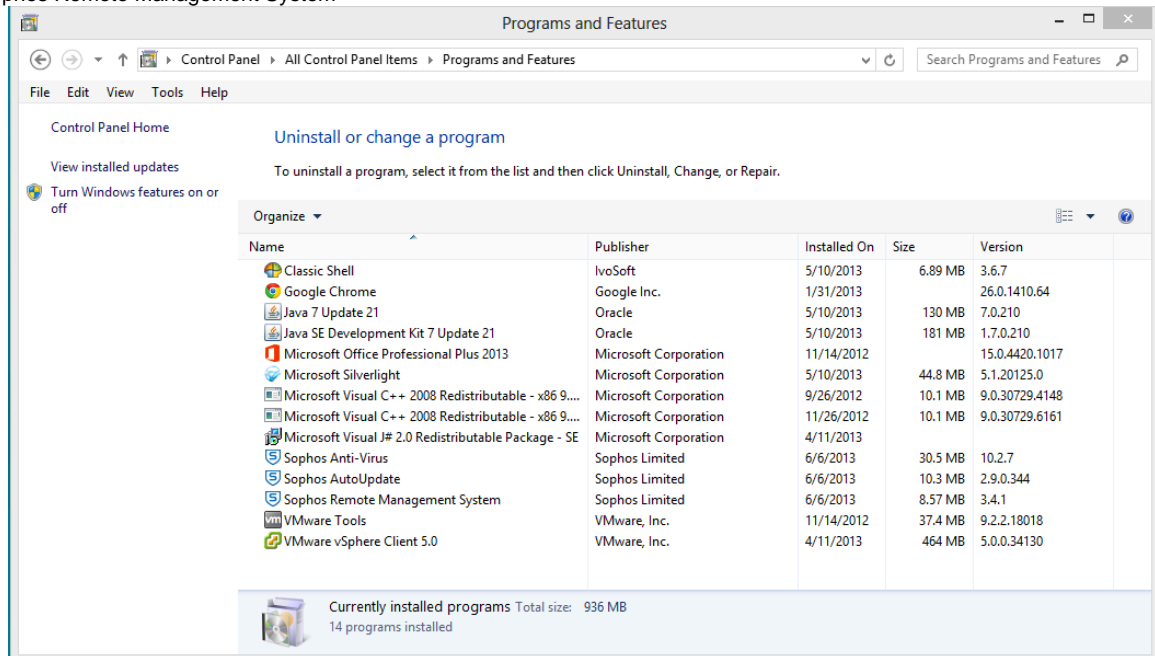 phos Remote Management System
Programs and Features
Control Panel All Control Panel Items Programs and Features Search Programs and Features
File Edit View Tools Help
Control Panel Home
View installed updates
Turn Windows features on or
off
Uninstall or change a program
To uninstall a program, select it from the list and then click Uninstall, Change, or Repair.
Organize
Name Publisher Installed On Size Version
Classic Shell IvoSoft 5/10/2013 6.89 MB 3.6.7
Google Chrome Google Inc. 1/31/2013 26.0.1410.64
Java 7 Update 21 Oracle 5/10/2013 130 MB 7.0.210
Java SE Development Kit 7 Update 21 Oracle 5/10/2013 181 MB 1.7.0.210
Microsoft Office Professional Plus 2013 Microsoft Corporation 11/14/2012 15.0.4420.1017
Microsoft Silverlight Microsoft Corporation 5/10/2013 44.8 MB 5.1.20125.0
Microsoft Visual C++ 2008 Redistributable - x86 9.... Microsoft Corporation 9/26/2012 10.1 MB 9.0.30729.4148
Microsoft Visual C++ 2008 Redistributable - x86 9.... Microsoft Corporation 11/26/2012 10.1 MB 9.0.30729.6161
Microsoft Visual J# 2.0 Redistributable Package - SE Microsoft Corporation 4/11/2013
Sophos Anti-Virus Sophos Limited 6/6/2013 30.5 MB 10.2.7
Sophos AutoUpdate Sophos Limited 6/6/2013 10.3 MB 2.9.0.344
Sophos Remote Management System Sophos Limited 6/6/2013 8.57 MB 3.4.1
vm VMware Tools VMware, Inc. 11/14/2012 37.4 MB 9.2.2.18018
VMware vSphere Client 5.0 VMware, Inc. 4/11/2013 464 MB 5.0.0.34130
Currently installed programs Total size: 936 MB
14 programs installed